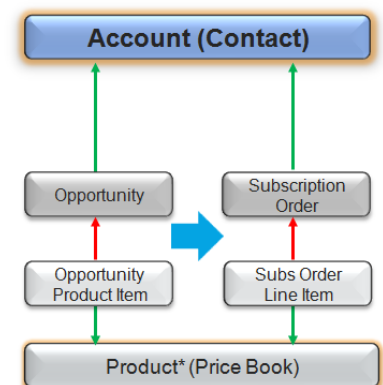 Account (Contact)
Opportunity
Subscription
Order
Opportunity
Product Item
Subs Order
Line Item
Product* (Price Book)